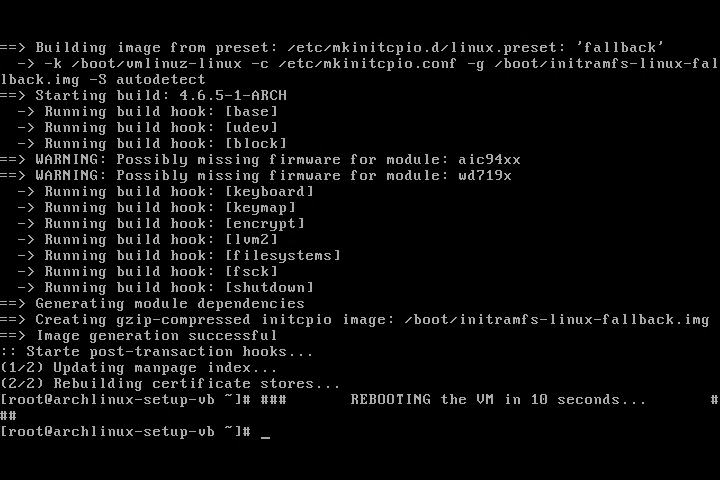 ==> Building image from preset: /etc/mkinitcpio.d/linux.preset: 'fallback'
  -> -k /boot/vmlinuz-linux -c /etc/mkinitcpio.conf -g /boot/initramfs-linux-fal
lback.img -S autodetect
==> Starting build: 4.6.5-1-ARCH
  -> Running build hook: [base]
  -> Running build hook: [udev]
  -> Running build hook: [block]
==> WARNING: Possibly missing firmware for module: aic94xx
==> WARNING: Possibly missing firmware for module: wd719x
  -> Running build hook: [keyboard]
  -> Running build hook: [keymap]
  -> Running build hook: [encrypt]
  -> Running build hook: [lvm2]
  -> Running build hook: [filesystems]
  -> Running build hook: [fsck]
  -> Running build hook: [shutdown]
==> Generating module dependencies
==> Creating gzip-compressed initcpio image: /boot/initramfs-linux-fallback.img
==> Image generation successful
:: Starte post-transaction hooks...
(1/2) Updating manpage index...
(2/2) Rebuilding certificate stores...
[root@archlinux-setup-vb ~]# ###       REBOOTING the VM in 10 seconds...       #
##
[root@archlinux-setup-vb ~]# _